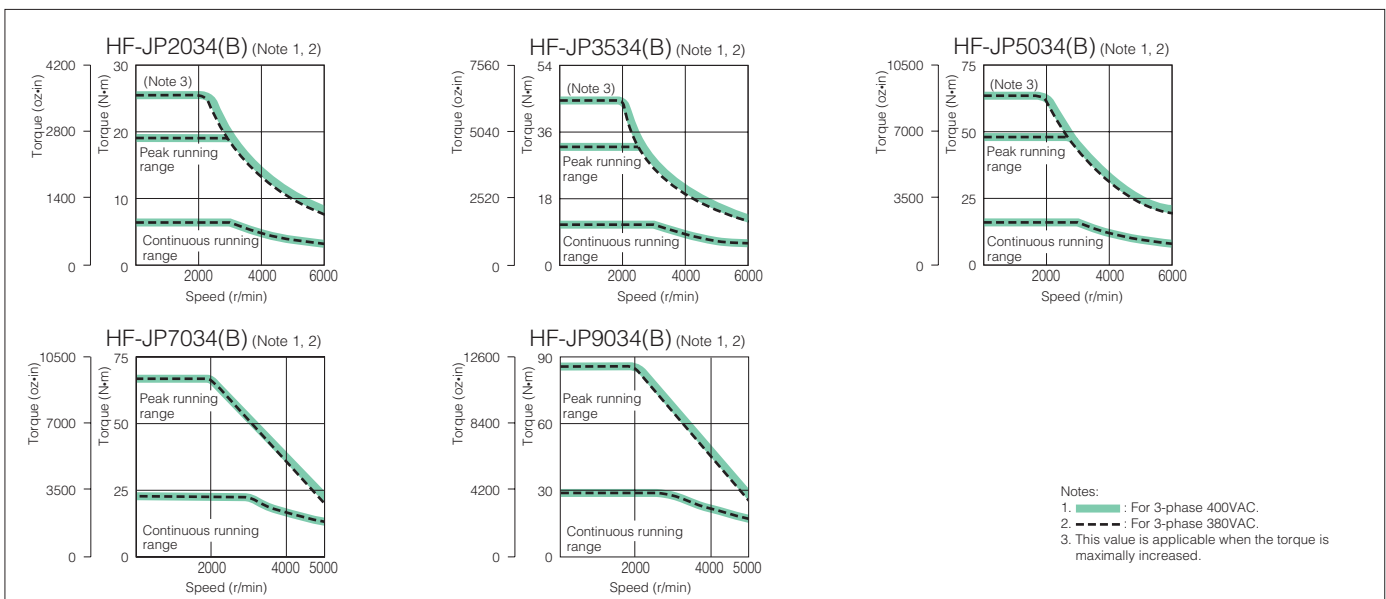 HF-JP2034(B) (Note 1, 2)
Torque (oz•in)
4200
2800
1400
0
Torque (N•m)
30
20
10
0
(Note 3)
Peak running
range
Continuous running
range
2000 4000 6000
Speed (r/min)
HF-JP3534(B) (Note 1, 2)
Torque (oz•in)
7560
5040
2520
0
Torque (N•m)
54
36
18
0
(Note 3)
Peak running
range
Continuous running
range
2000 4000 6000
Speed (r/min)
HF-JP5034(B) (Note 1, 2)
Torque (oz•in)
10500
7000
3500
0
Torque (N•m)
75
50
25
0
(Note 3)
Peak running
range
Continuous running
range
2000 4000 6000
Speed (r/min)
HF-JP7034(B) (Note 1, 2)
Torque (oz•in)
10500
7000
3500
0
Torque (N•m)
75
50
25
0
Peak running
range
Continuous running
range
2000 4000 5000
Speed (r/min)
HF-JP9034(B) (Note 1, 2)
Torque (oz•in)
12600
8400
4200
0
Torque (N•m)
90
60
30
0
Peak running
range
Continuous running
range
2000 4000 5000
Speed (r/min)
Notes:
1. : For 3-phase 400VAC.
2. : For 3-phase 380VAC.
3. This value is applicable when the torque is
maximally increased.